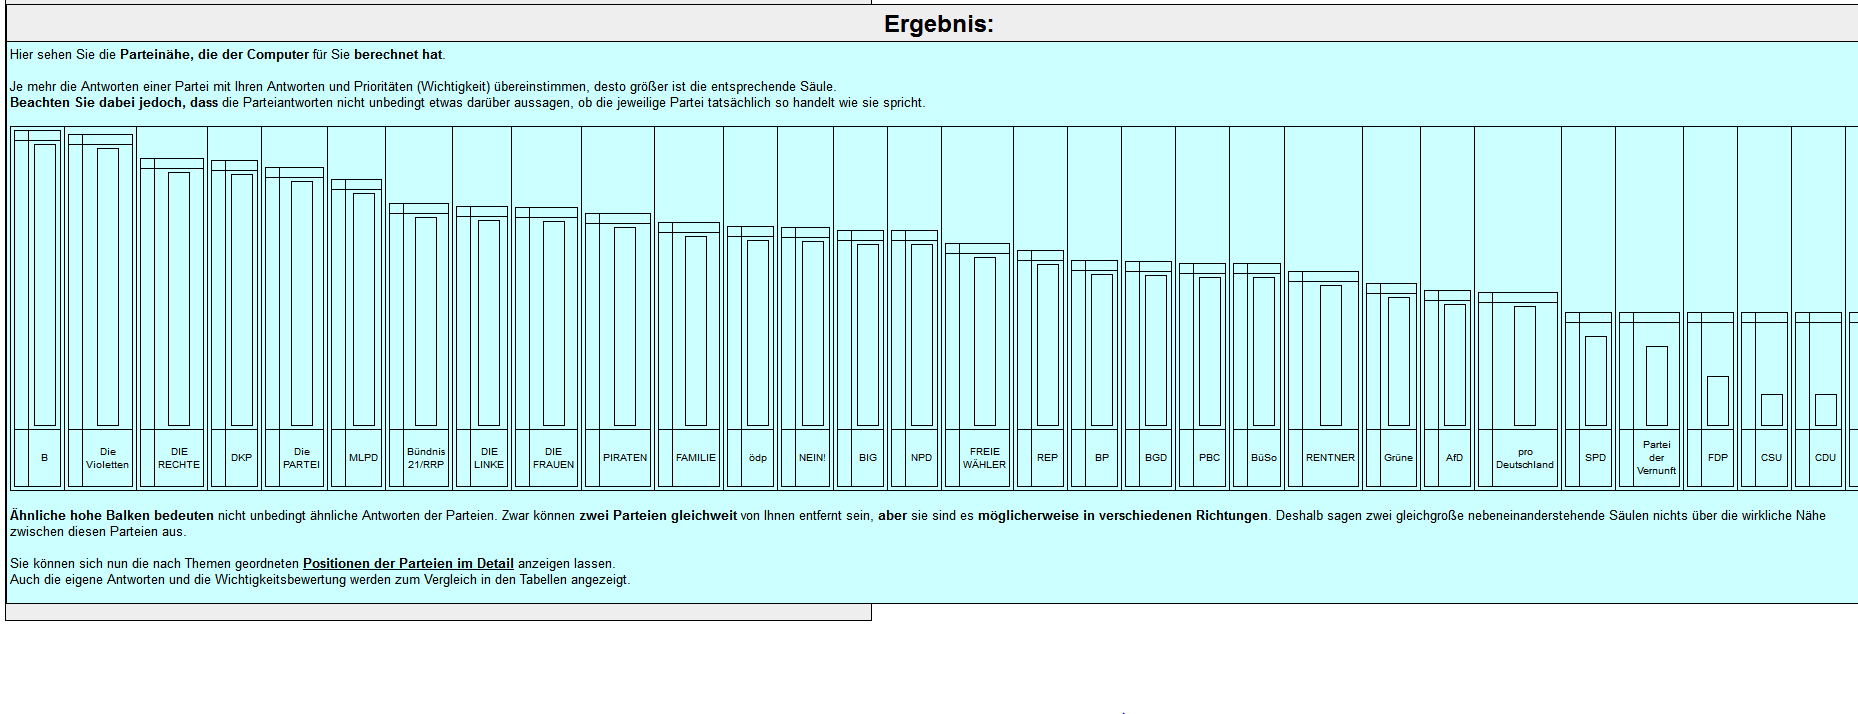 Ergebnis:
Hier sehen Sie die Parteinähe, die der Computer für Sie berechnet hat.
Je mehr die Antworten einer Partei mit Ihren Antworten und Prioritäten (Wichtigkeit) übereinstimmen, desto größer ist die entsprechende Säule.
Beachten Sie dabei jedoch, dass die Parteiantworten nicht unbedingt etwas darüber aussagen, ob die jeweilige Partei tatsächlich so handelt wie sie spricht.
B
Die
Violetten
DIE
RECHTE
DKP
Die
PARTEI
MLPD
Bündnis
21/RRP
DIE
LINKE
DIE
FRAUEN
PIRATEN
FAMILIE
ödp
NEIN!
BIG
NPD
FREIE
WÄHLER
REP
BP
BGD
PBC
BüSo
RENTNER
Grüne
AfD
pro
Deutschland
SPD
Partei
der
Vernunft
FDP
CSU
CDU
Ähnliche hohe Balken bedeuten nicht unbedingt ähnliche Antworten der Parteien. Zwar können zwei Parteien gleichweit von Ihnen entfernt sein, aber sie sind es möglicherweise in verschiedenen Richtungen. Deshalb sagen zwei gleichgroße nebeneinanderstehende Säulen nichts über die wirkliche Nähe
zwischen diesen Parteien aus.
Sie können sich nun die nach Themen geordneten Positionen der Parteien im Detail anzeigen lassen.
Auch die eigene Antworten und die Wichtigkeitsbewertung werden zum Vergleich in den Tabellen angezeigt.